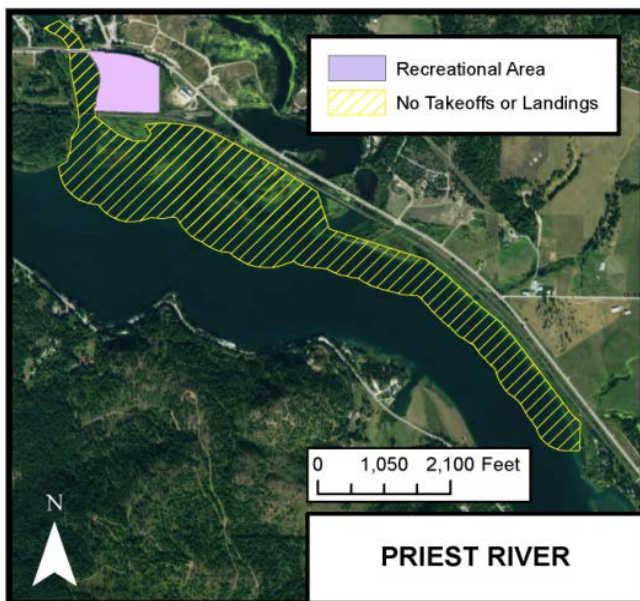 Recreational Area
No Takeoffs or Landings
0 1,050 2,100 Feet
N
PRIEST RIVER